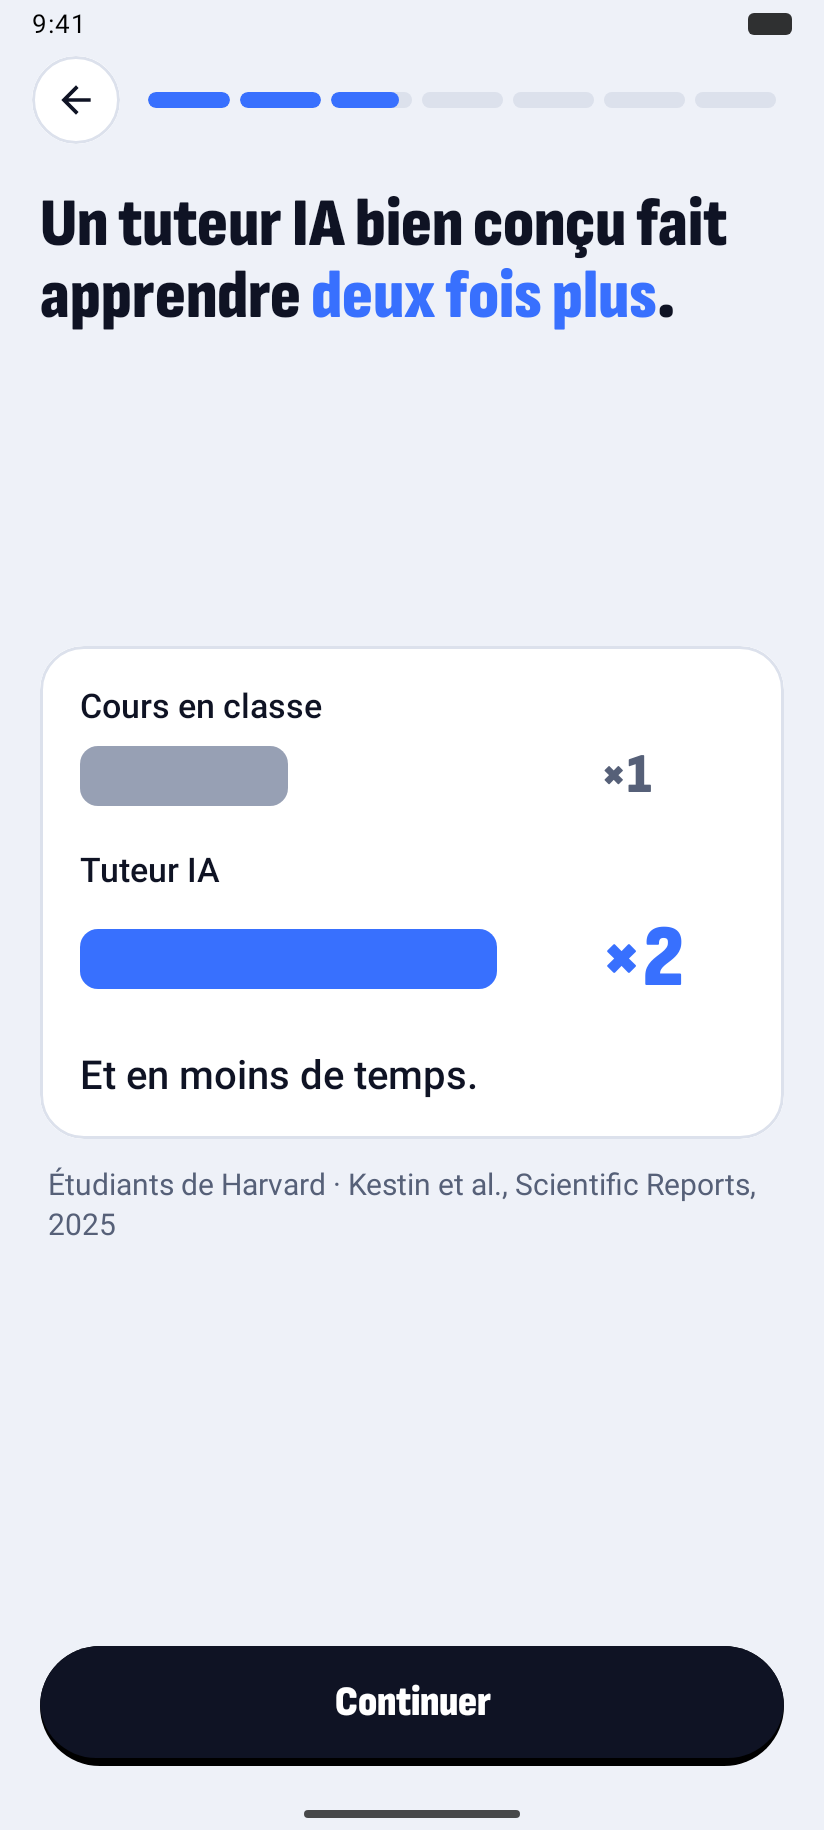 9:41
Un tuteur IA bien conçu fait
apprendre deux fois plus.
Cours en classe
×1
Tuteur IA
×2
Et en moins de temps.
Étudiants de Harvard · Kestin et al., Scientific Reports,
2025
Continuer